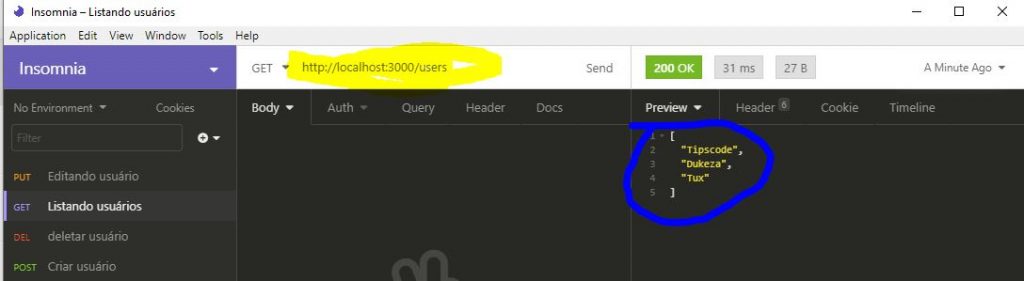 Insomnia – Listando usuários
Application Edit View Window Tools Help
Insomnia
GET http://localhost:3000/users Send
200 OK 31 ms 27 B A Minute Ago
No Environment Cookies
Body Auth Query Header Docs
Preview Header 6 Cookie Timeline
Filter
PUT Editando usuário
GET Listando usuários
DEL deletar usuário
POST Criar usuário
1 [
2 "Tipscode",
3 "Dukeza",
4 "Tux"
5 ]